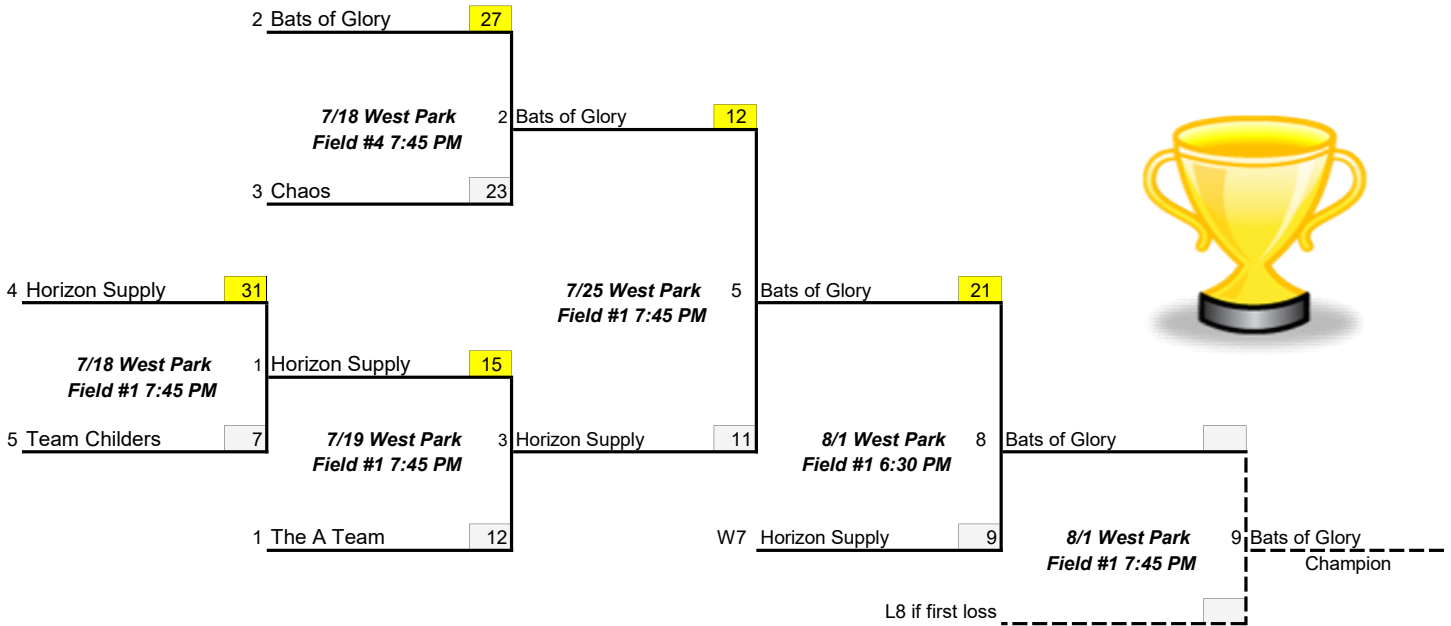 2 Bats of Glory 27
7/18 West Park 2 Bats of Glory 12
Field #4 7:45 PM
3 Chaos 23
4 Horizon Supply 31 7/25 West Park 5 Bats of Glory 21
Field #1 7:45 PM
7/18 West Park 1 Horizon Supply 15
Field #1 7:45 PM
5 Team Childers 7 7/19 West Park 3 Horizon Supply 11 8/1 West Park 8 Bats of Glory
Field #1 7:45 PM Field #1 6:30 PM
1 The A Team 12 W7 Horizon Supply 9 8/1 West Park 9 Bats of Glory
Field #1 7:45 PM Champion
L8 if first loss